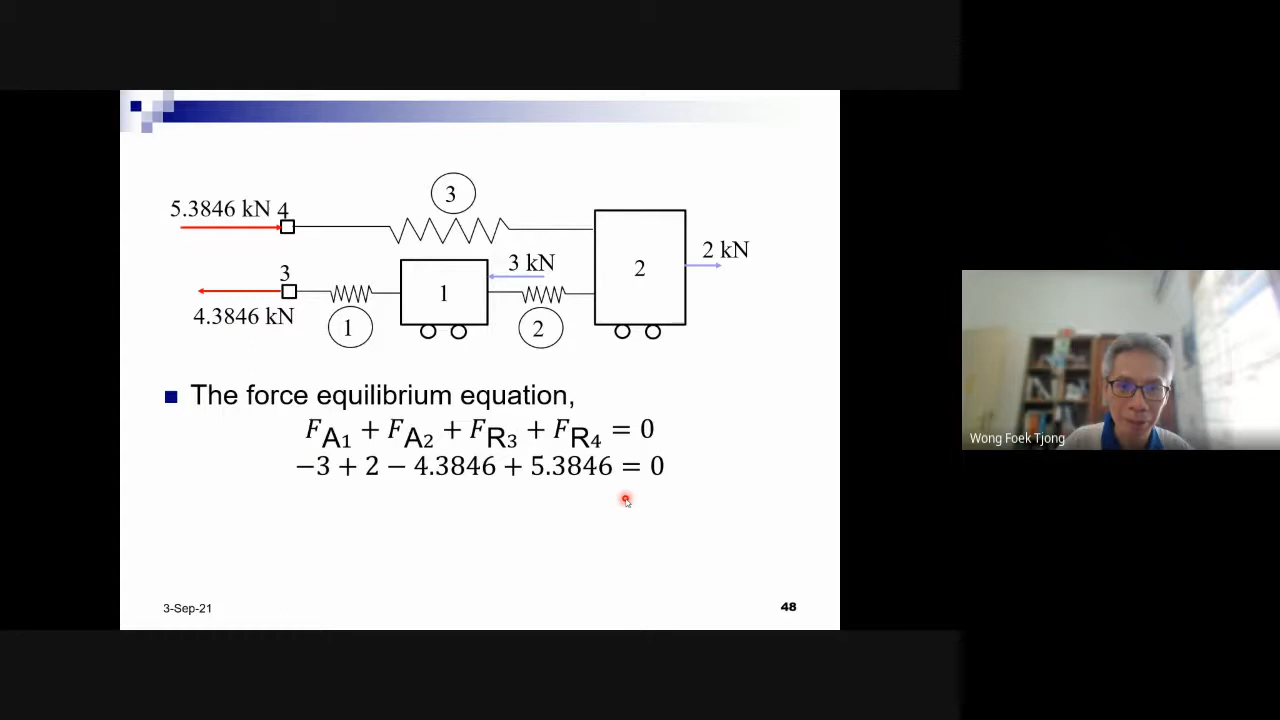 3
5.3846 kN 4
3 kN
2 kN
2
3
1
4.3846 kN
1
2
The force equilibrium equation,
F_A1 + F_A2 + F_R3 + F_R4 = 0
−3 + 2 − 4.3846 + 5.3846 = 0
3-Sep-21
48
Wong Foek Tjong